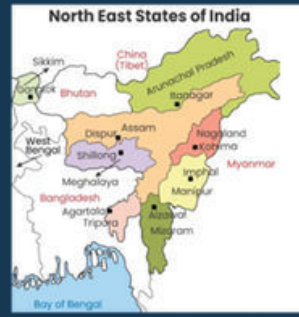 North East States of India
China
(Tibet)
Sikkim
Arunachal Pradesh
Gangtok
Bhutan
Itanagar
Dispur
Assam
Nagaland
West
Bengal
Shillong
Kohima
Imphal
Myanmar
Meghalaya
Manipur
Bangladesh
Agartala
Aizawal
Tripura
Mizoram
Bay of Bengal